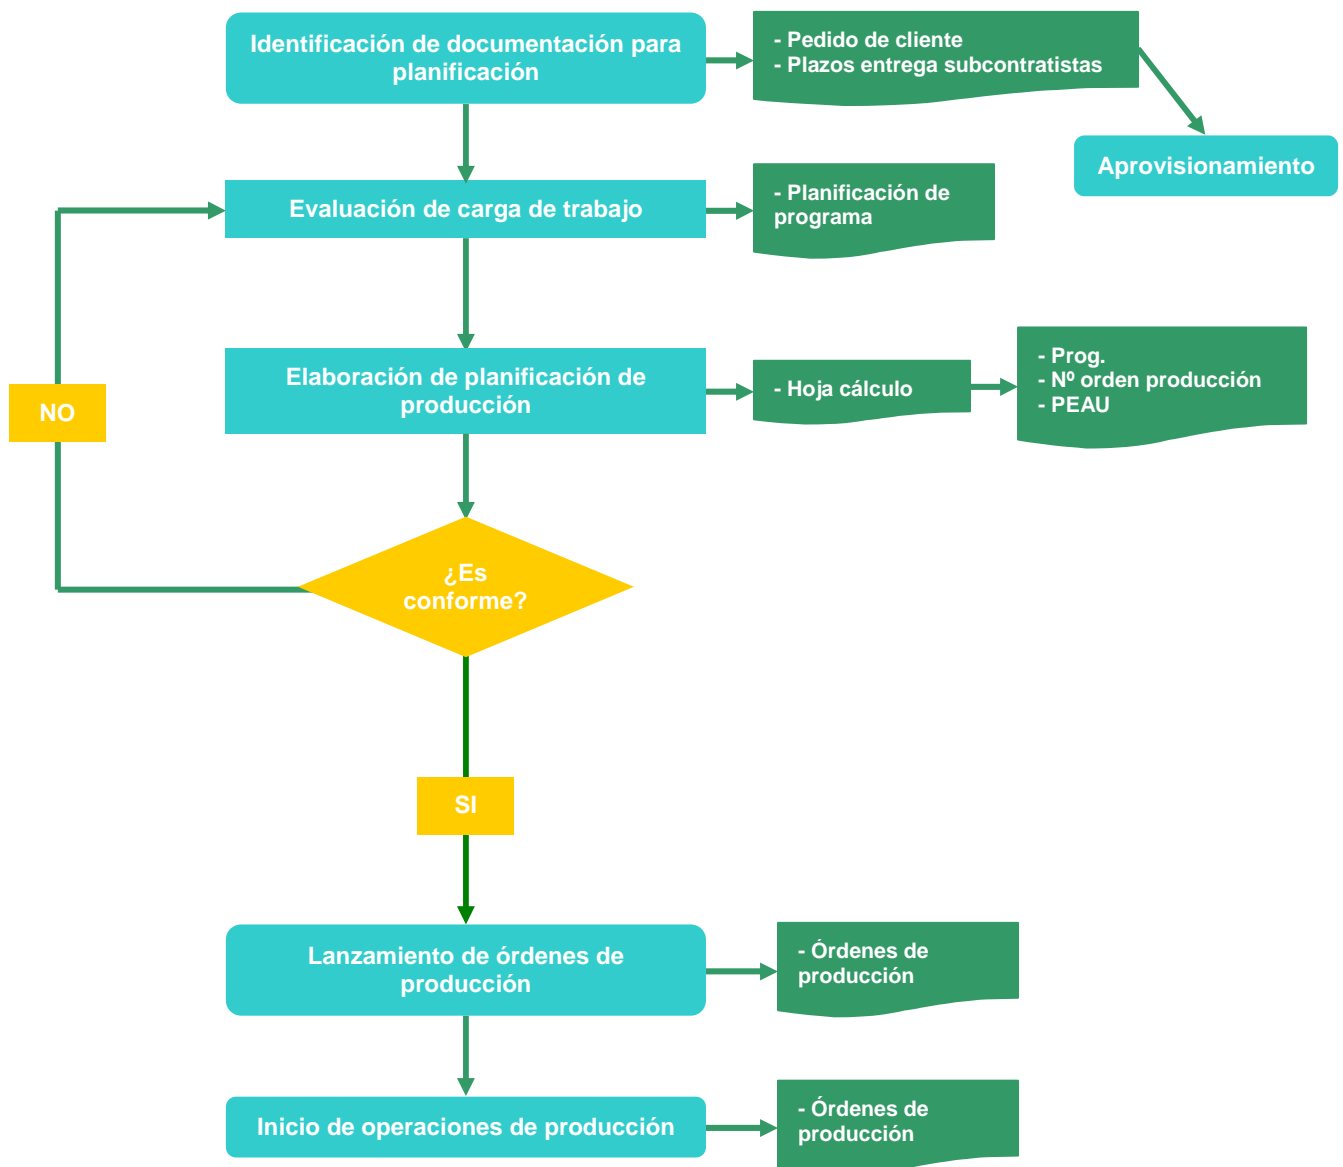 Identificación de documentación para
planificación
- Pedido de cliente
- Plazos entrega subcontratistas
Aprovisionamiento
Evaluación de carga de trabajo
- Planificación de
programa
Elaboración de planificación de
producción
- Hoja cálculo
- Prog.
- Nº orden producción
- PEAU
NO
¿Es
conforme?
SI
Lanzamiento de órdenes de
producción
- Órdenes de
producción
Inicio de operaciones de producción
- Órdenes de
producción